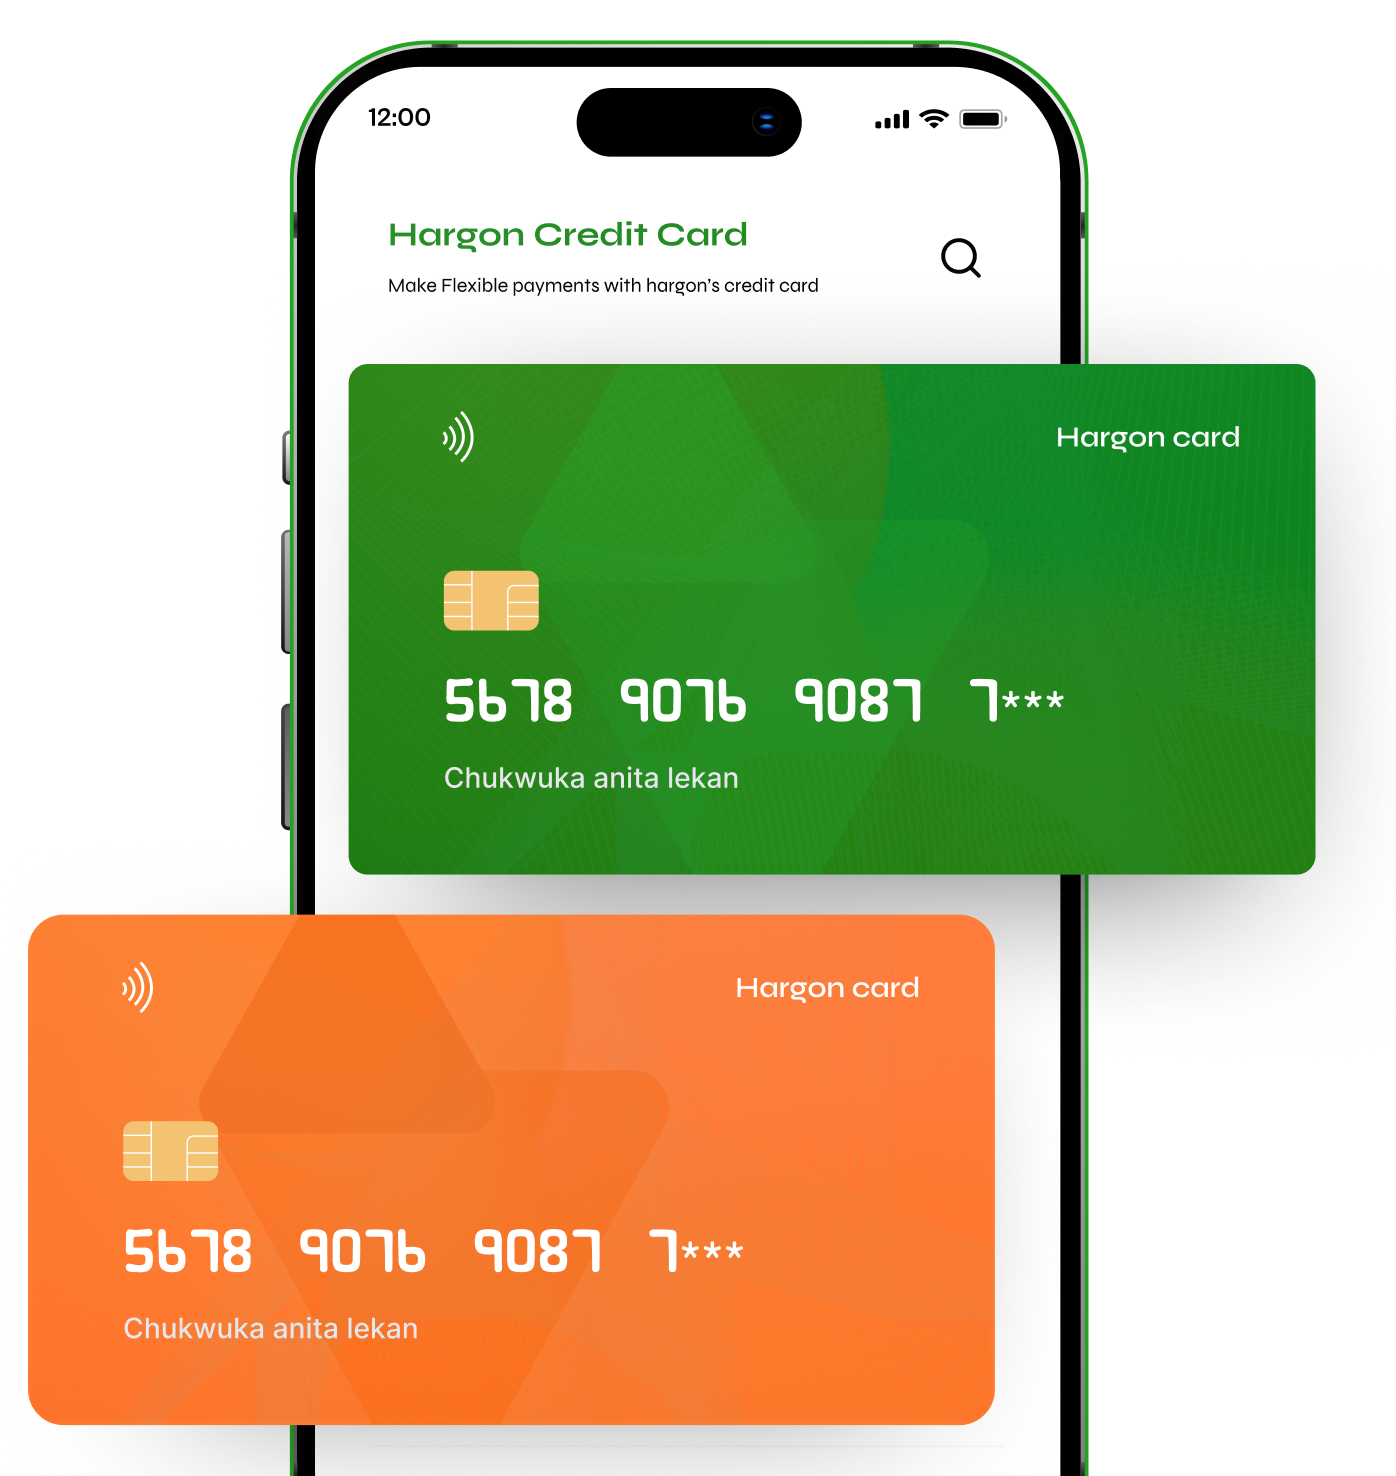 12:00
Hargon Credit Card
Make Flexible payments with hargon's credit card
Hargon card
5678 9076 9087 7***
Chukwuka anita lekan
Hargon card
5678 9076 9087 7***
Chukwuka anita lekan